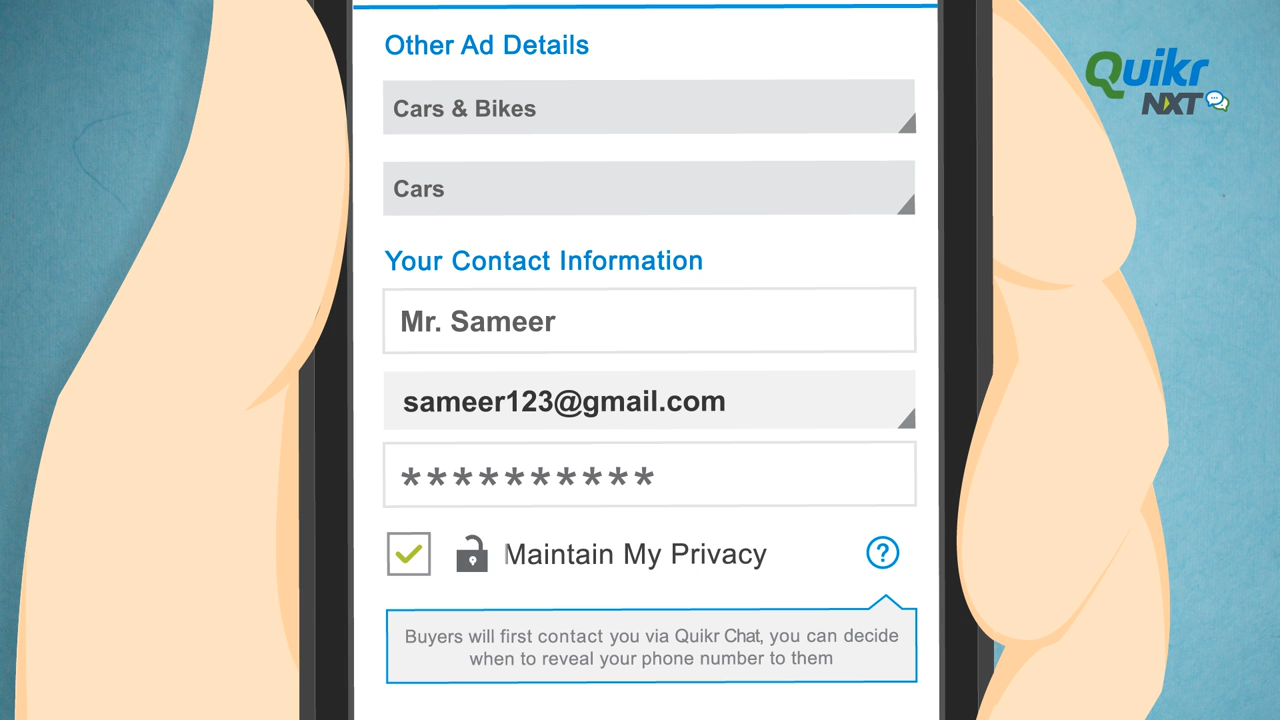 Other Ad Details
Quikr
NXT
Cars & Bikes
Cars
Your Contact Information
Mr. Sameer
sameer123@gmail.com
**********
Maintain My Privacy
?
Buyers will first contact you via Quikr Chat, you can decide
when to reveal your phone number to them